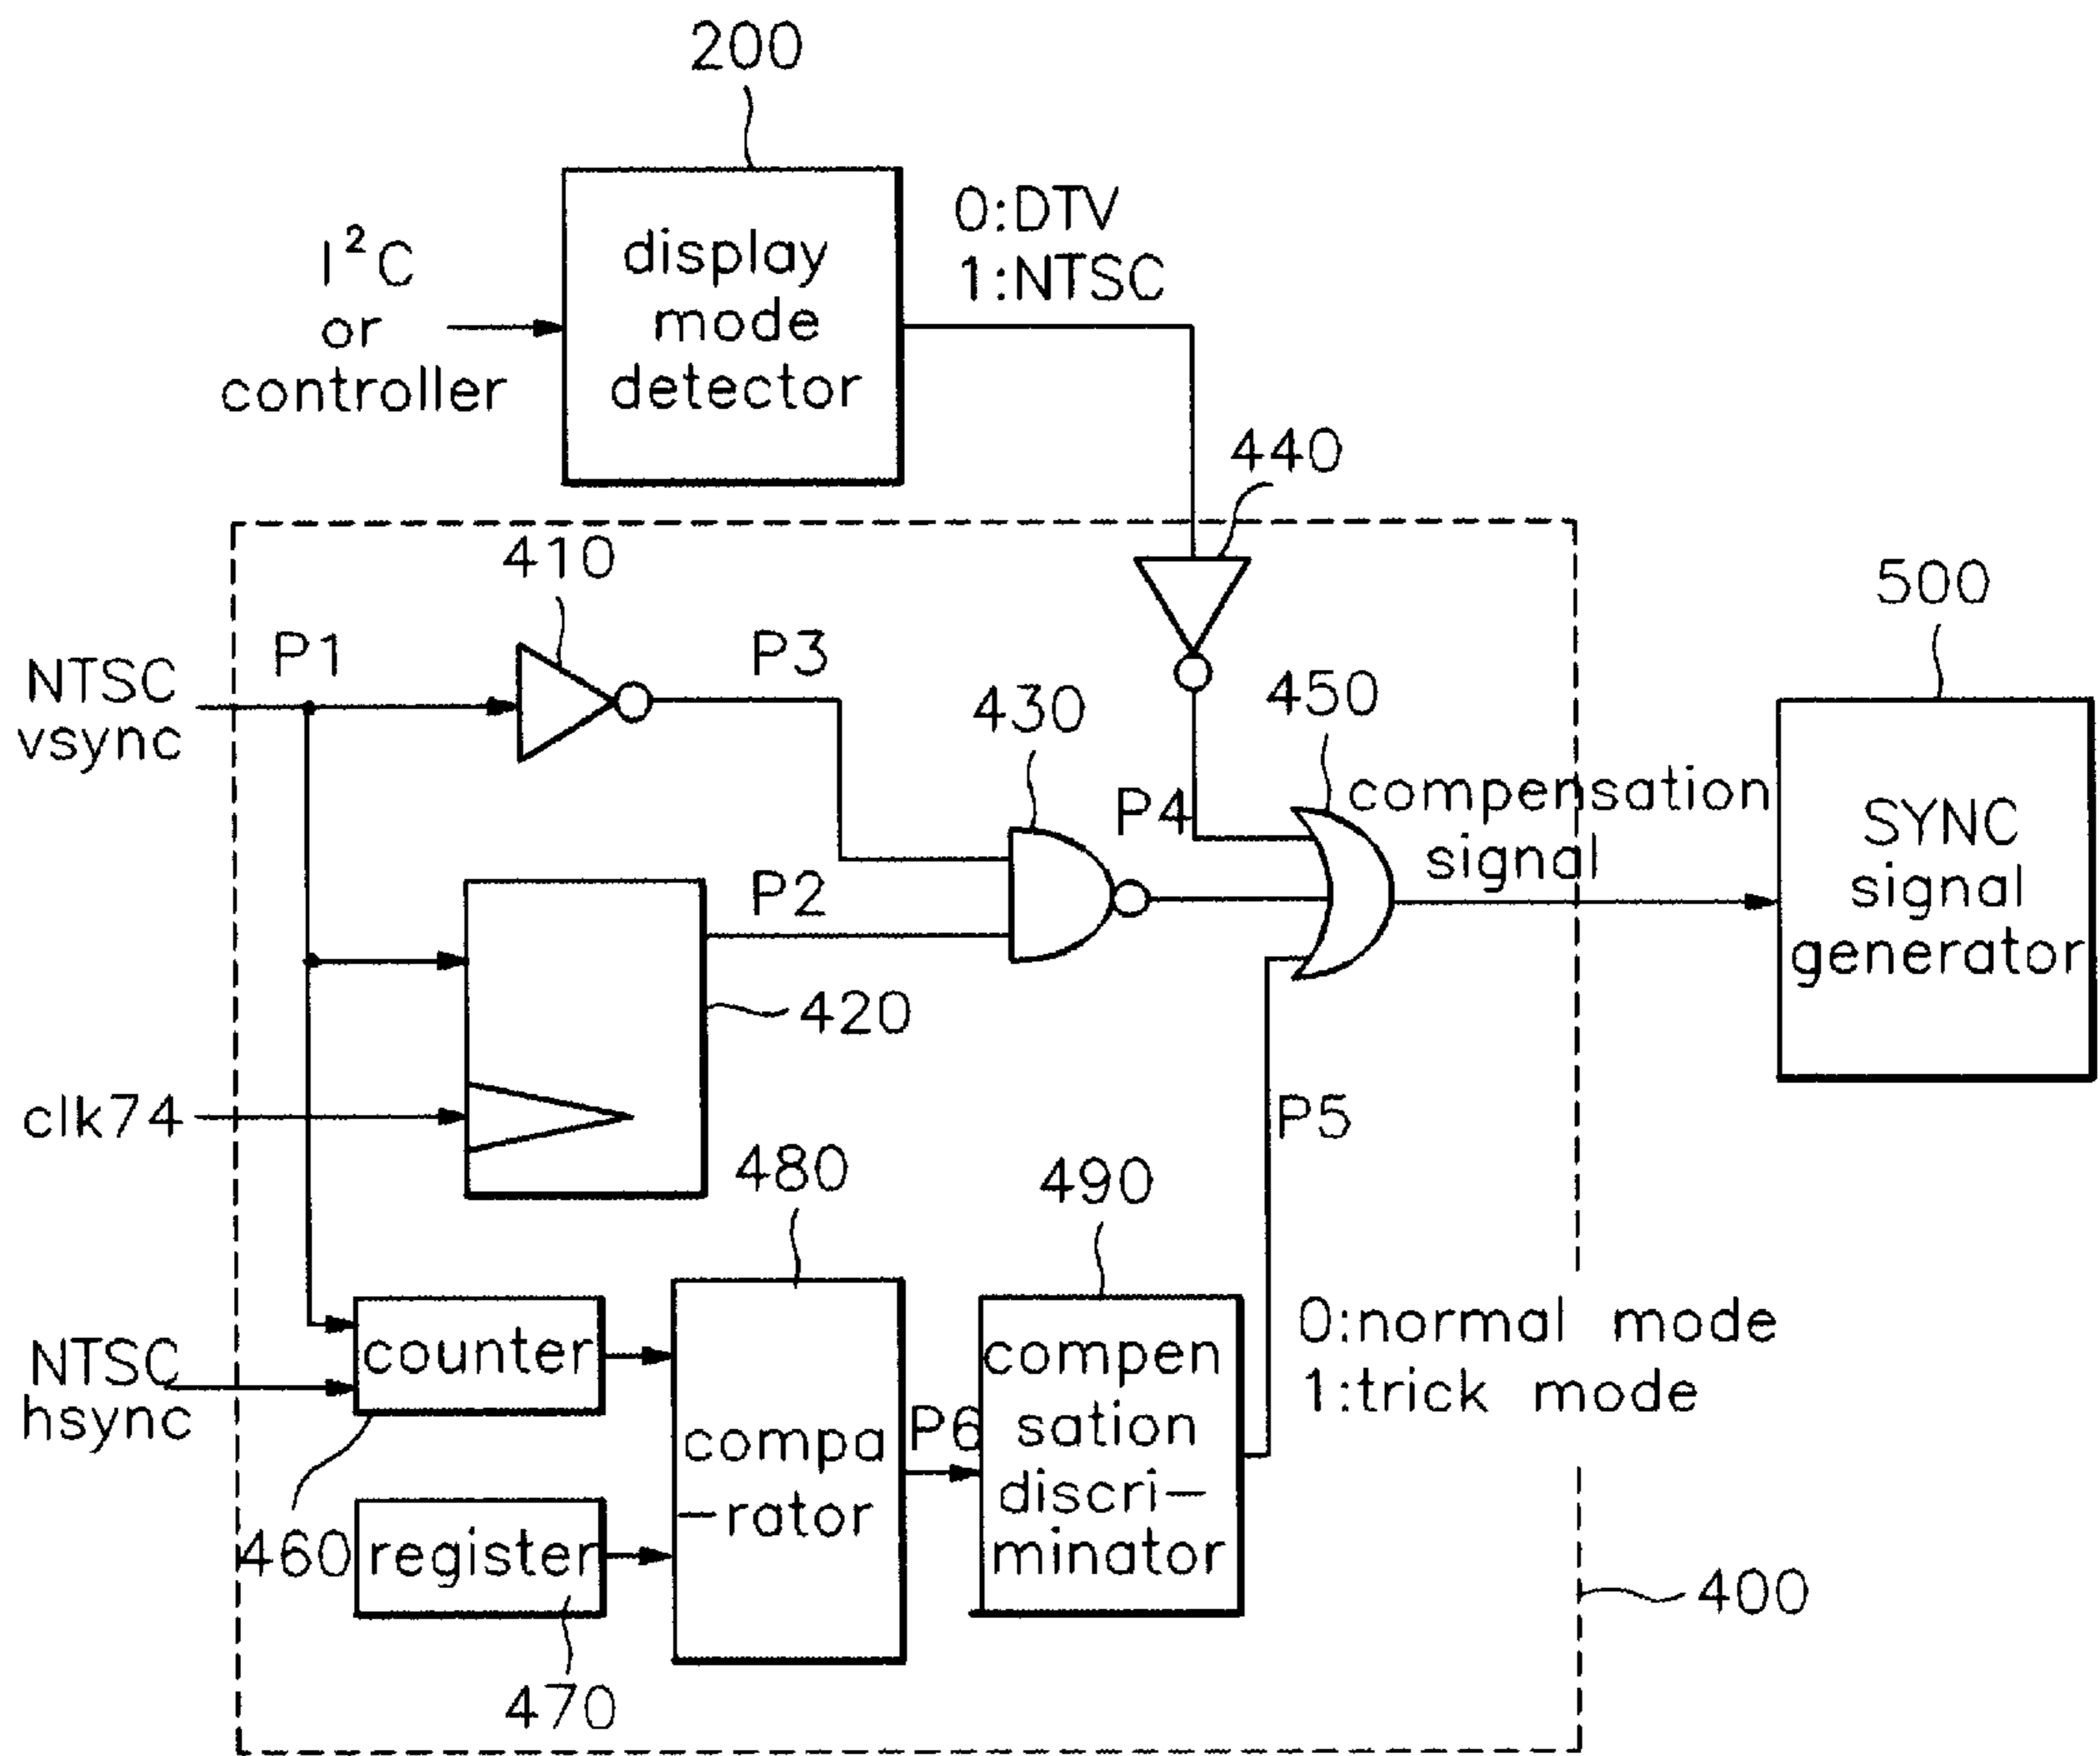 200
I²C
or
controller
display
mode
detector
0:DTV
1:NTSC
440
410
P1
P3
NTSC
vsync
430
450
500
P4
compensation
signal
SYNC
signal
generator
P2
420
clk74
P5
480
490
counter
NTSC
hsync
compa
-rator
P6
compen
sation
discri-
minator
0:normal mode
1:trick mode
460
register
470
400